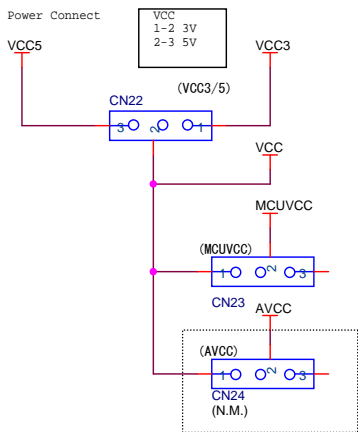 Power Connect
VCC
1-2 3V
2-3 5V
VCC5
VCC3
(VCC3/5)
CN22
3 2 1
VCC
MCUVCC
(MCUVCC)
1 2 3
CN23
AVCC
(AVCC)
1 2 3
CN24
(N.M.)